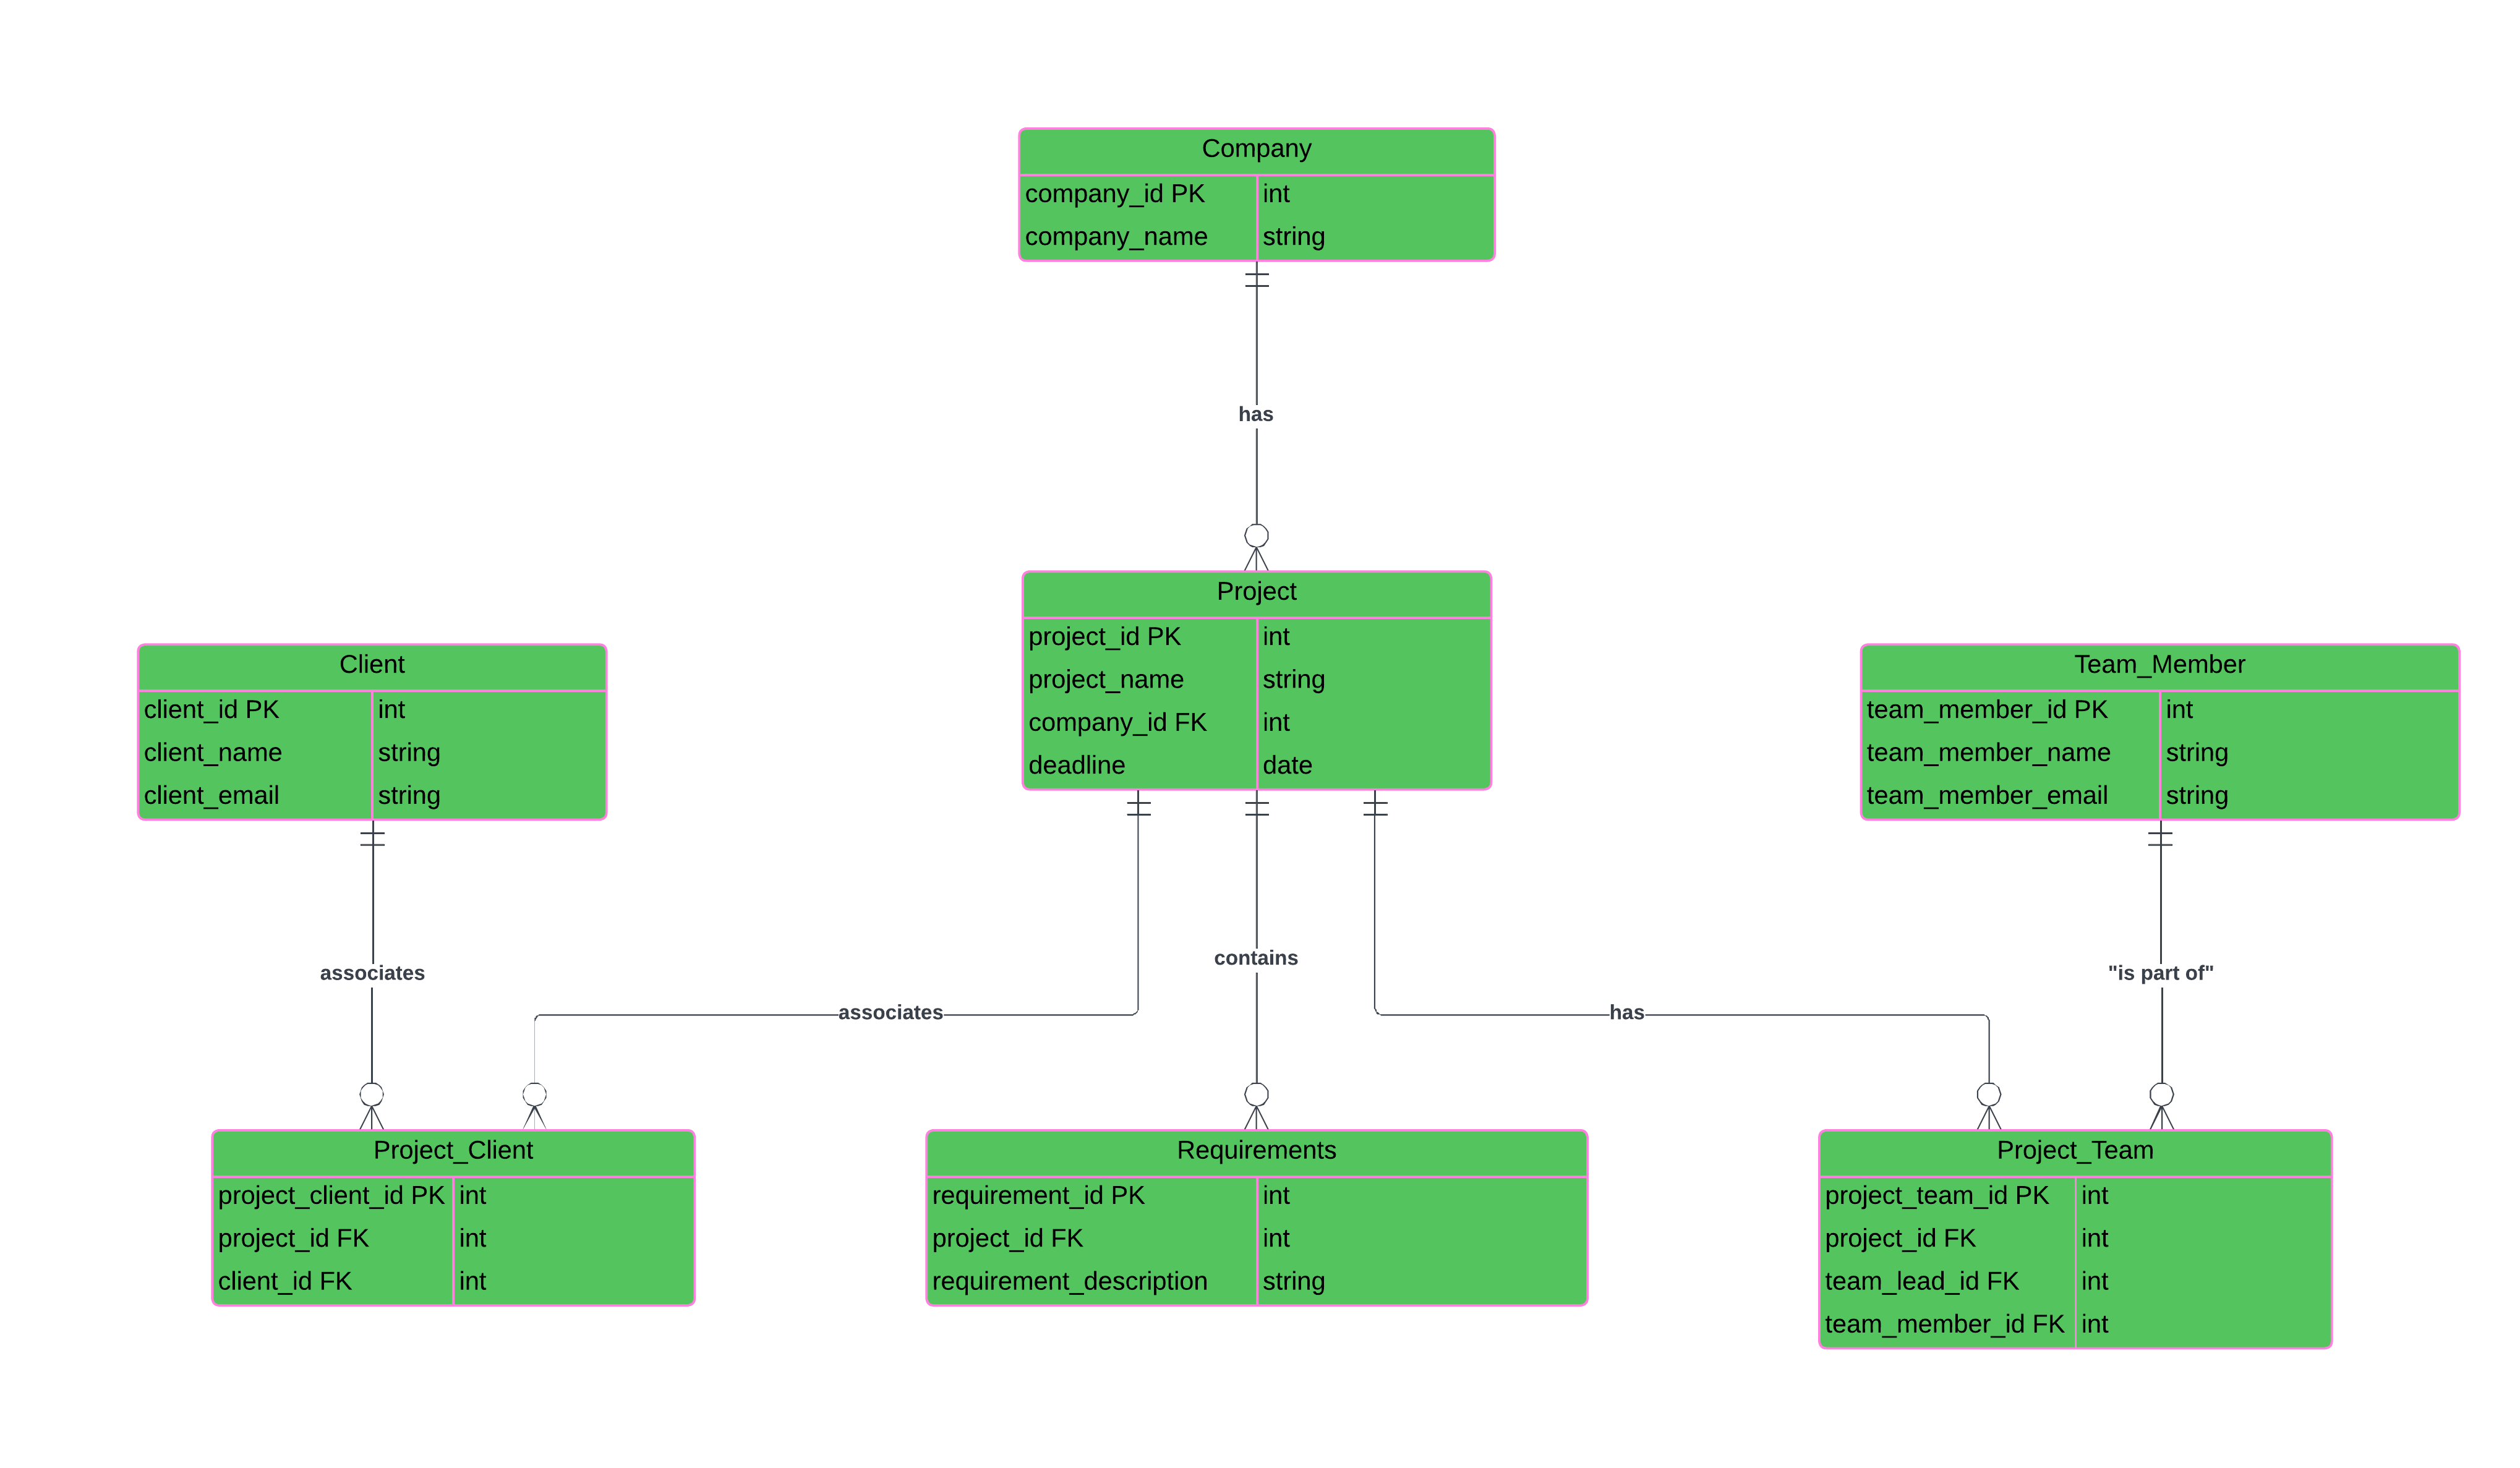 Company
company_id PK int
company_name string
has
Project
project_id PK int
project_name string
company_id FK int
deadline date
Client
client_id PK int
client_name string
client_email string
Team_Member
team_member_id PK int
team_member_name string
team_member_email string
associates
associates
contains
has
"is part of"
Project_Client
project_client_id PK int
project_id FK int
client_id FK int
Requirements
requirement_id PK int
project_id FK int
requirement_description string
Project_Team
project_team_id PK int
project_id FK int
team_lead_id FK int
team_member_id FK int